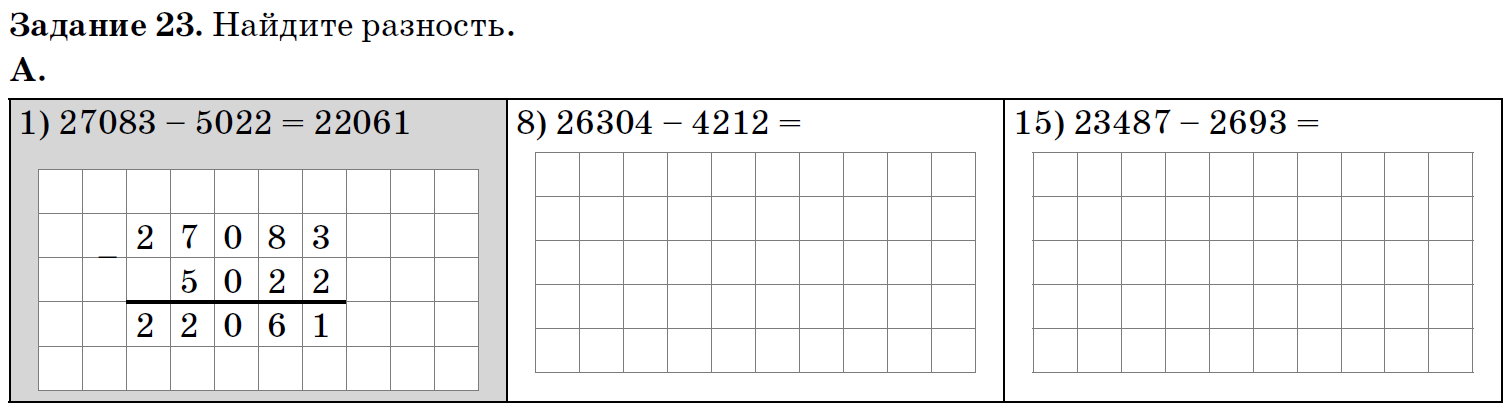 Задание 23. Найдите разность.
А.
1) 27083 – 5022 = 22061
– 2 7 0 8 3
5 0 2 2
2 2 0 6 1
8) 26304 – 4212 =
15) 23487 – 2693 =